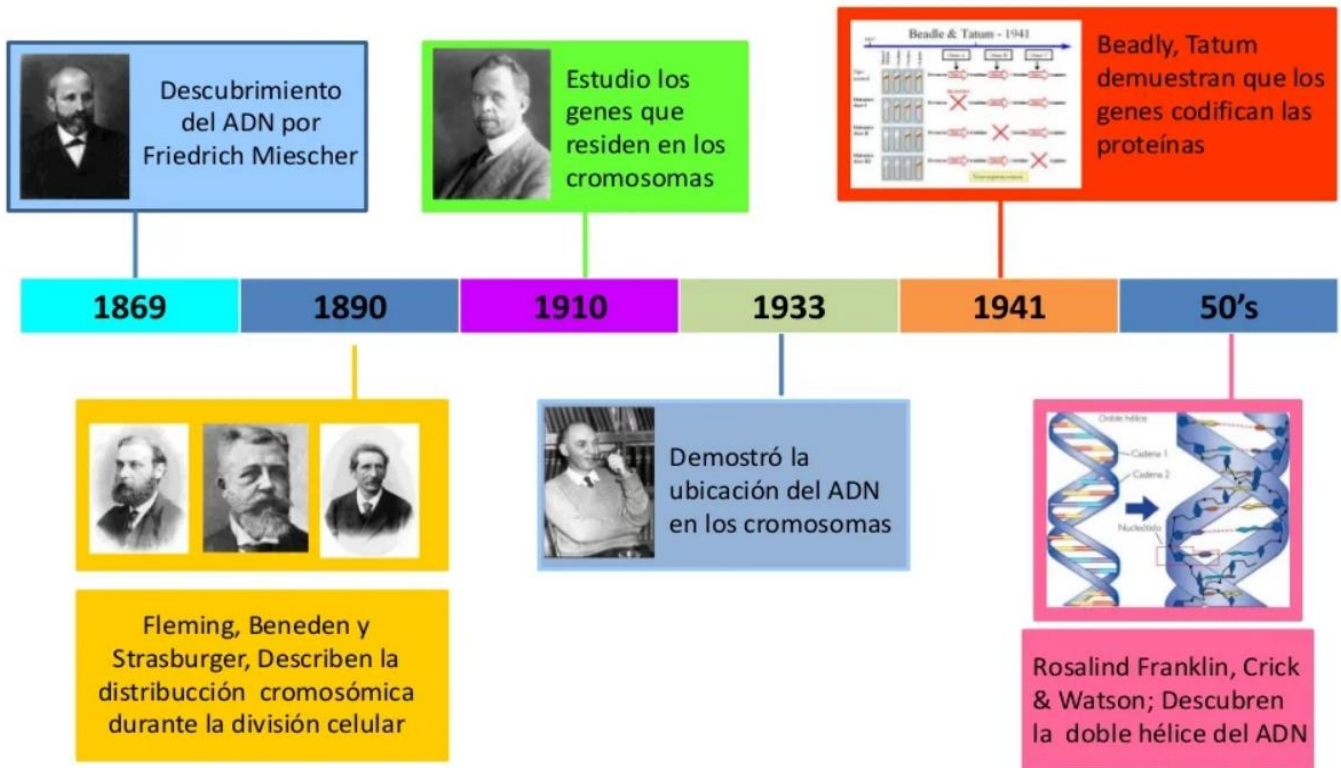 Descubrimiento
del ADN por
Friedrich Miescher
Estudio los
genes que
residen en los
cromosomas
Beadle & Tatum - 1941
Beadly, Tatum
demuestran que los
genes codifican las
proteínas
1869
1890
1910
1933
1941
50's
Fleming, Beneden y
Strasburger, Describen la
distribucción cromosómica
durante la división celular
Demostró la
ubicación del ADN
en los cromosomas
Doble hélice
Cadena 1
Cadena 2
Nucleótido
Rosalind Franklin, Crick
& Watson; Descubren
la doble hélice del ADN